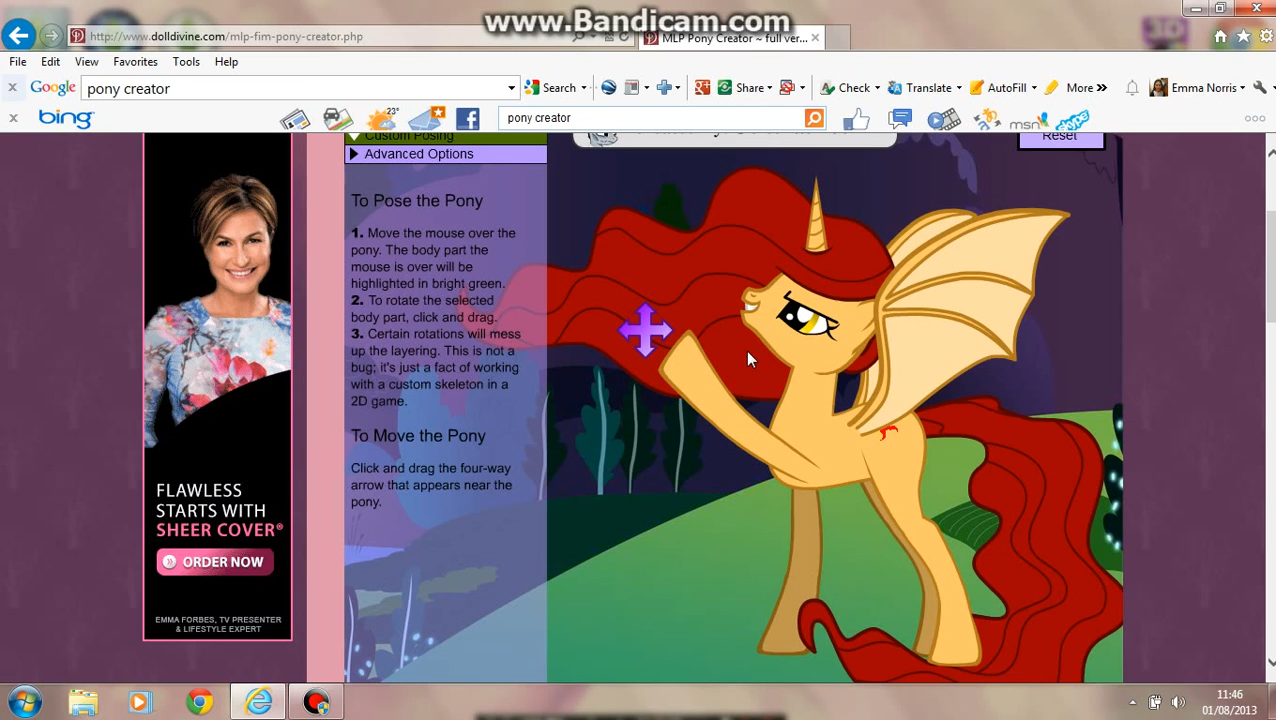 www.Bandicam.com
http://www.dolldivine.com/mlp-fim-pony-creator.php
MLP Pony Creator ~ full ver...
File Edit View Favorites Tools Help
Google pony creator Search Share Check Translate AutoFill More >> Emma Norris
bing 23° pony creator msn skype
Custom Posing
Advanced Options
Reset
To Pose the Pony
1. Move the mouse over the
pony. The body part the
mouse is over will be
highlighted in bright green.
2. To rotate the selected
body part, click and drag.
3. Certain rotations will mess
up the layering. This is not a
bug; it's just a fact of working
with a custom skeleton in a
2D game.
To Move the Pony
Click and drag the four-way
arrow that appears near the
pony.
FLAWLESS
STARTS WITH
SHEER COVER®
ORDER NOW
EMMA FORBES, TV PRESENTER
& LIFESTYLE EXPERT
11:46
01/08/2013